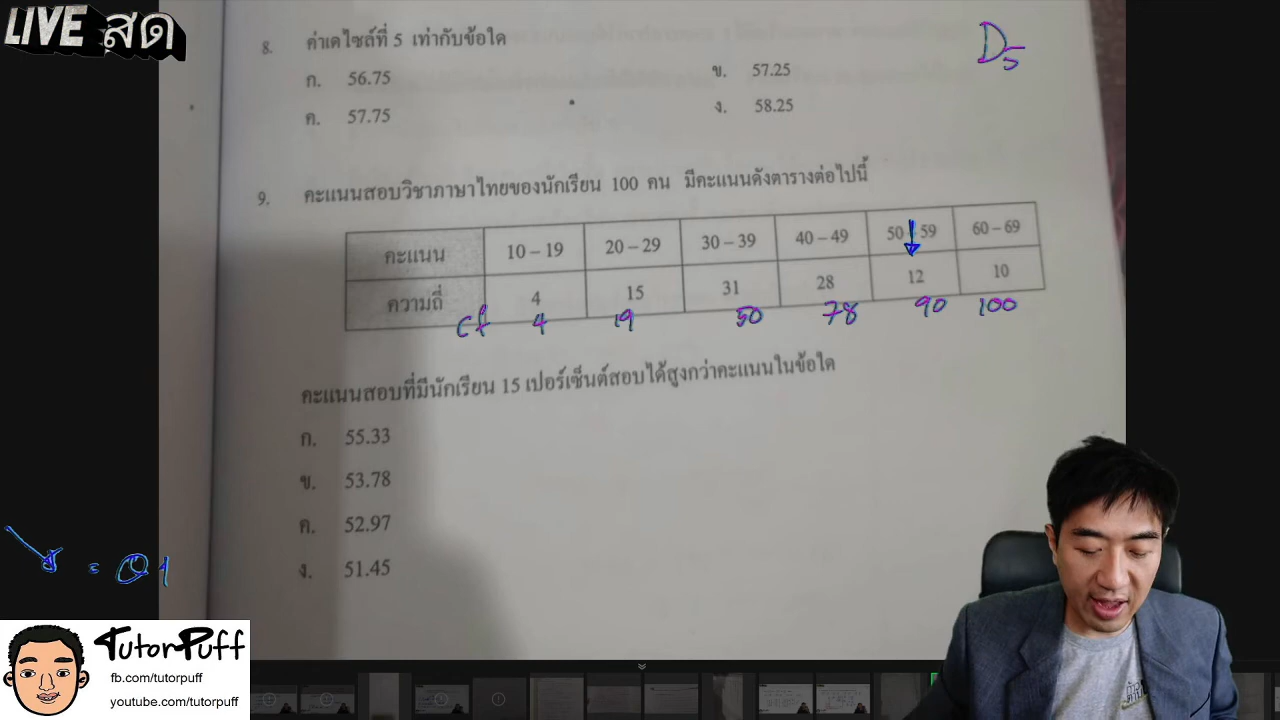 LIVE สด
8. ค่าเดไซล์ที่ 5 เท่ากับข้อใด
D5
ก. 56.75 ข. 57.25
ค. 57.75 ง. 58.25
9. คะแนนสอบวิชาภาษาไทยของนักเรียน 100 คน มีคะแนนดังตารางต่อไปนี้
คะแนน 10 – 19 20 – 29 30 – 39 40 – 49 50 – 59 60 – 69
ความถี่ 4 15 31 28 12 10
cf 4 19 50 78 90 100
คะแนนสอบที่มีนักเรียน 15 เปอร์เซ็นต์สอบได้สูงกว่าคะแนนในข้อใด
ก. 55.33
ข. 53.78
ค. 52.97
ง. 51.45
TutorPuff
fb.com/tutorpuff
youtube.com/tutorpuff